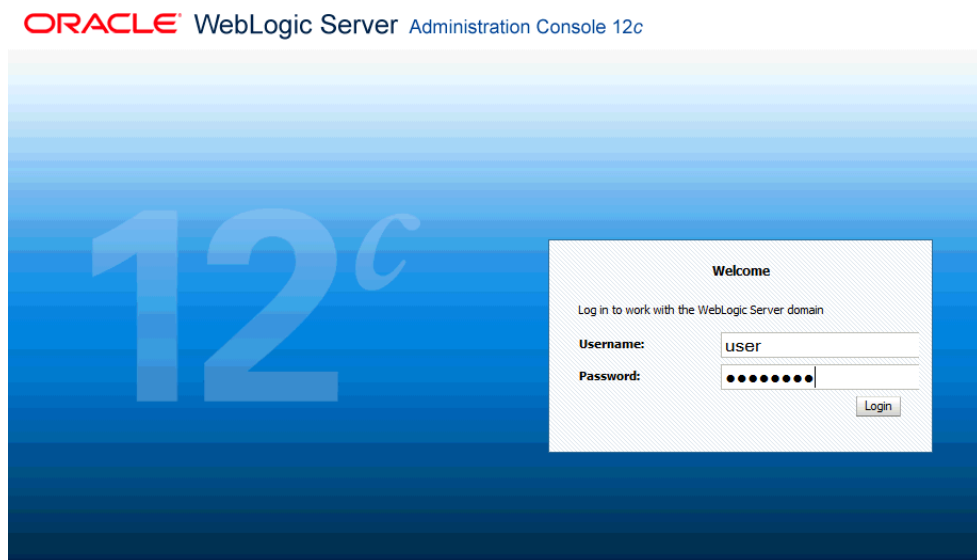 ORACLE WebLogic Server Administration Console 12c
12c
Welcome
Log in to work with the WebLogic Server domain
Username: user
Password: ●●●●●●●●
Login